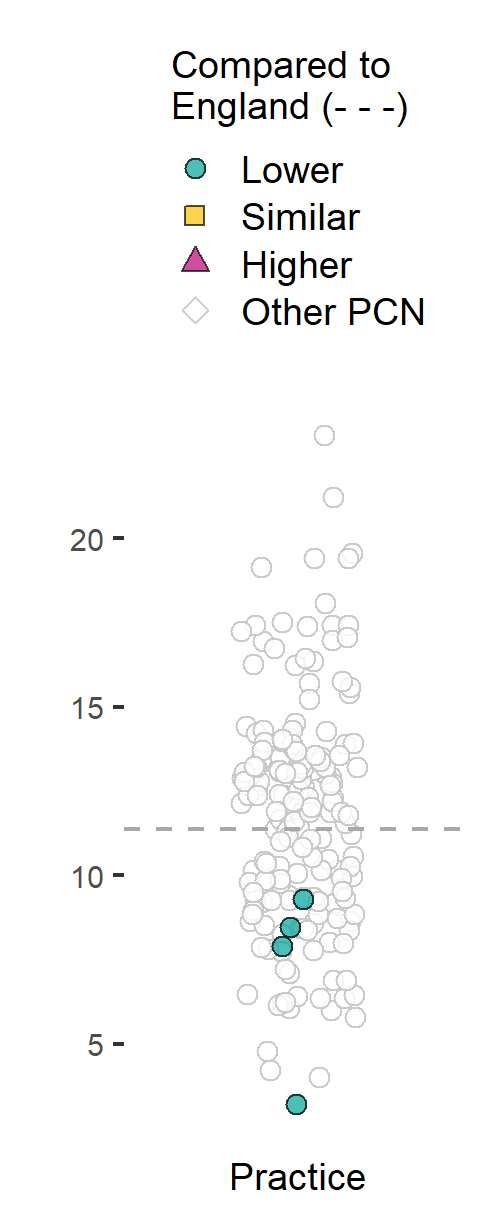 Compared to
England (- - -)
Lower
Similar
Higher
Other PCN
20
15
10
5
Practice